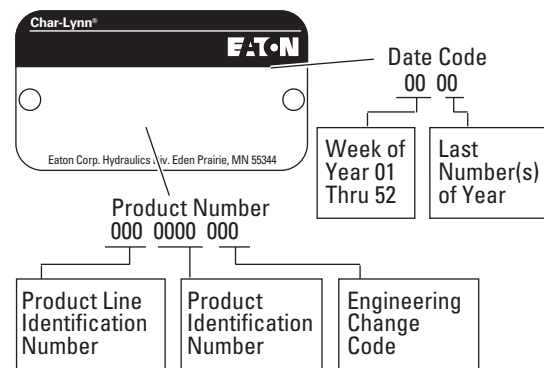 Char-Lynn®
EATON
Eaton Corp. Hydraulics Div. Eden Prairie, MN 55344
Date Code
00 00
Week of
Year 01
Thru 52
Last
Number(s)
of Year
Product Number
000 0000 000
Product Line
Identification
Number
Product
Identification
Number
Engineering
Change
Code